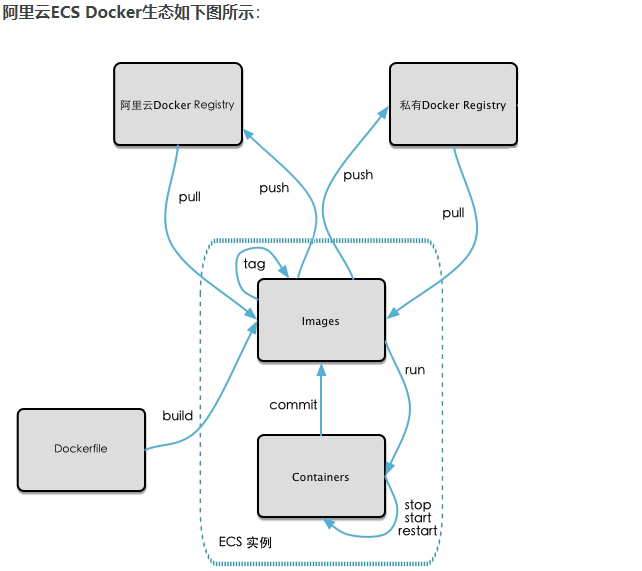 阿里云ECS Docker生态如下图所示：
阿里云Docker Registry
私有Docker Registry
pull
push
push
pull
tag
Images
run
commit
build
Dockerfile
Containers
stop
start
restart
ECS 实例